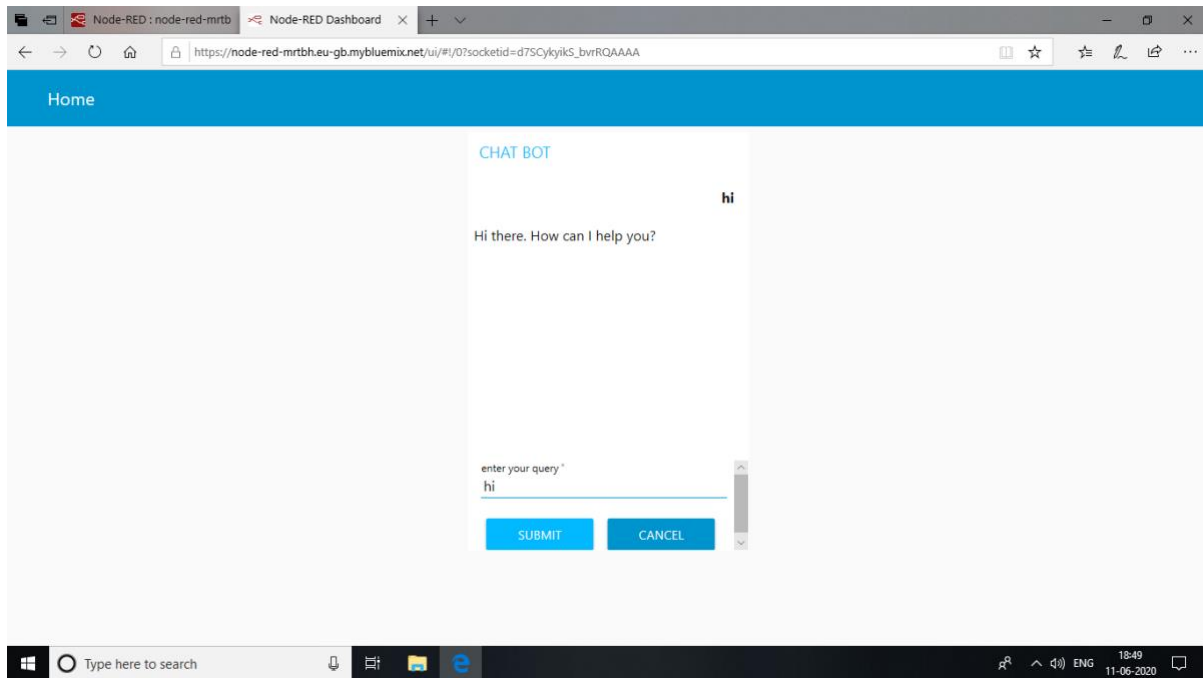 Node-RED : node-red-mrtb
Node-RED Dashboard
https://node-red-mrtbh.eu-gb.mybluemix.net/ui/#!/0?socketid=d7SCykyikS_bvrRQAAAA
Home
CHAT BOT
hi
Hi there. How can I help you?
enter your query *
hi
SUBMIT CANCEL
Type here to search
ENG
18:49
11-06-2020